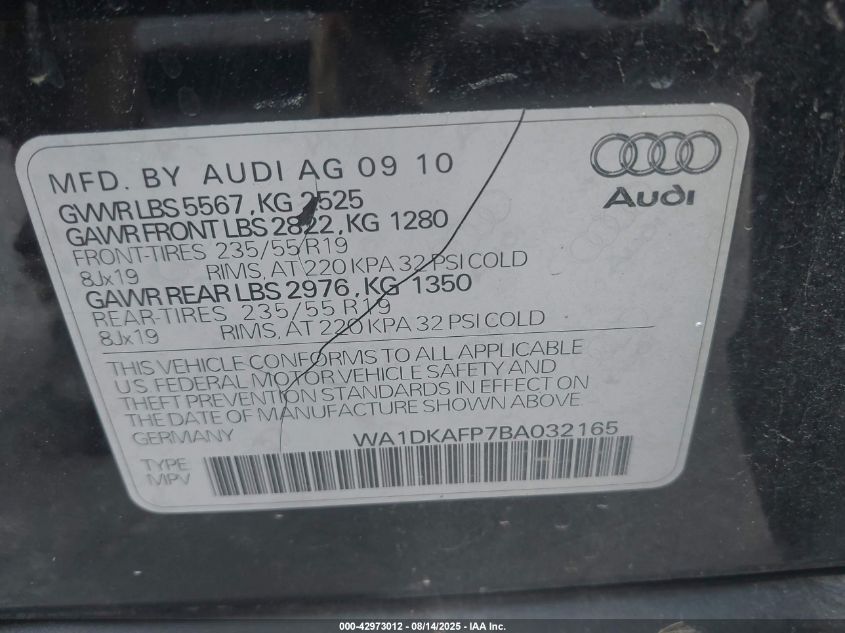 MFD. BY AUDI AG 09 10
GVWR LBS 5567, KG 2525
GAWR FRONT LBS 2822, KG 1280
FRONT-TIRES 235/55 R19
8Jx19 RIMS, AT 220 KPA 32 PSI COLD
GAWR REAR LBS 2976, KG 1350
REAR-TIRES 235/55 R19
8Jx19 RIMS, AT 220 KPA 32 PSI COLD
Audi
THIS VEHICLE CONFORMS TO ALL APPLICABLE
U.S. FEDERAL MOTOR VEHICLE SAFETY AND
THEFT PREVENTION STANDARDS IN EFFECT ON
THE DATE OF MANUFACTURE SHOWN ABOVE.
GERMANY WA1DKAFP7BA032165
TYPE
MPV
000-42973012 - 08/14/2025 - IAA Inc.